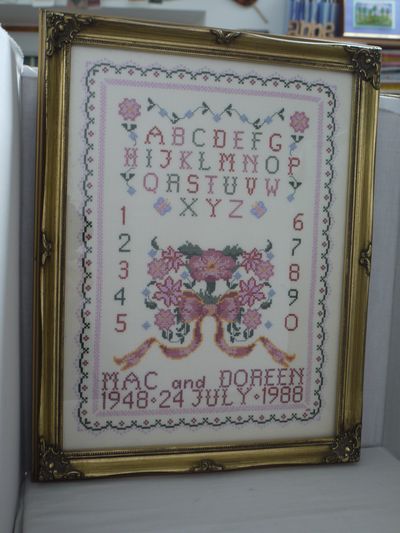 ABCDEFG
HIJKLMNOP
QRSTUVW
XYZ
1 6
2 7
3 8
4 9
5 0
MAC and DOREEN
1948·24 JULY·1988